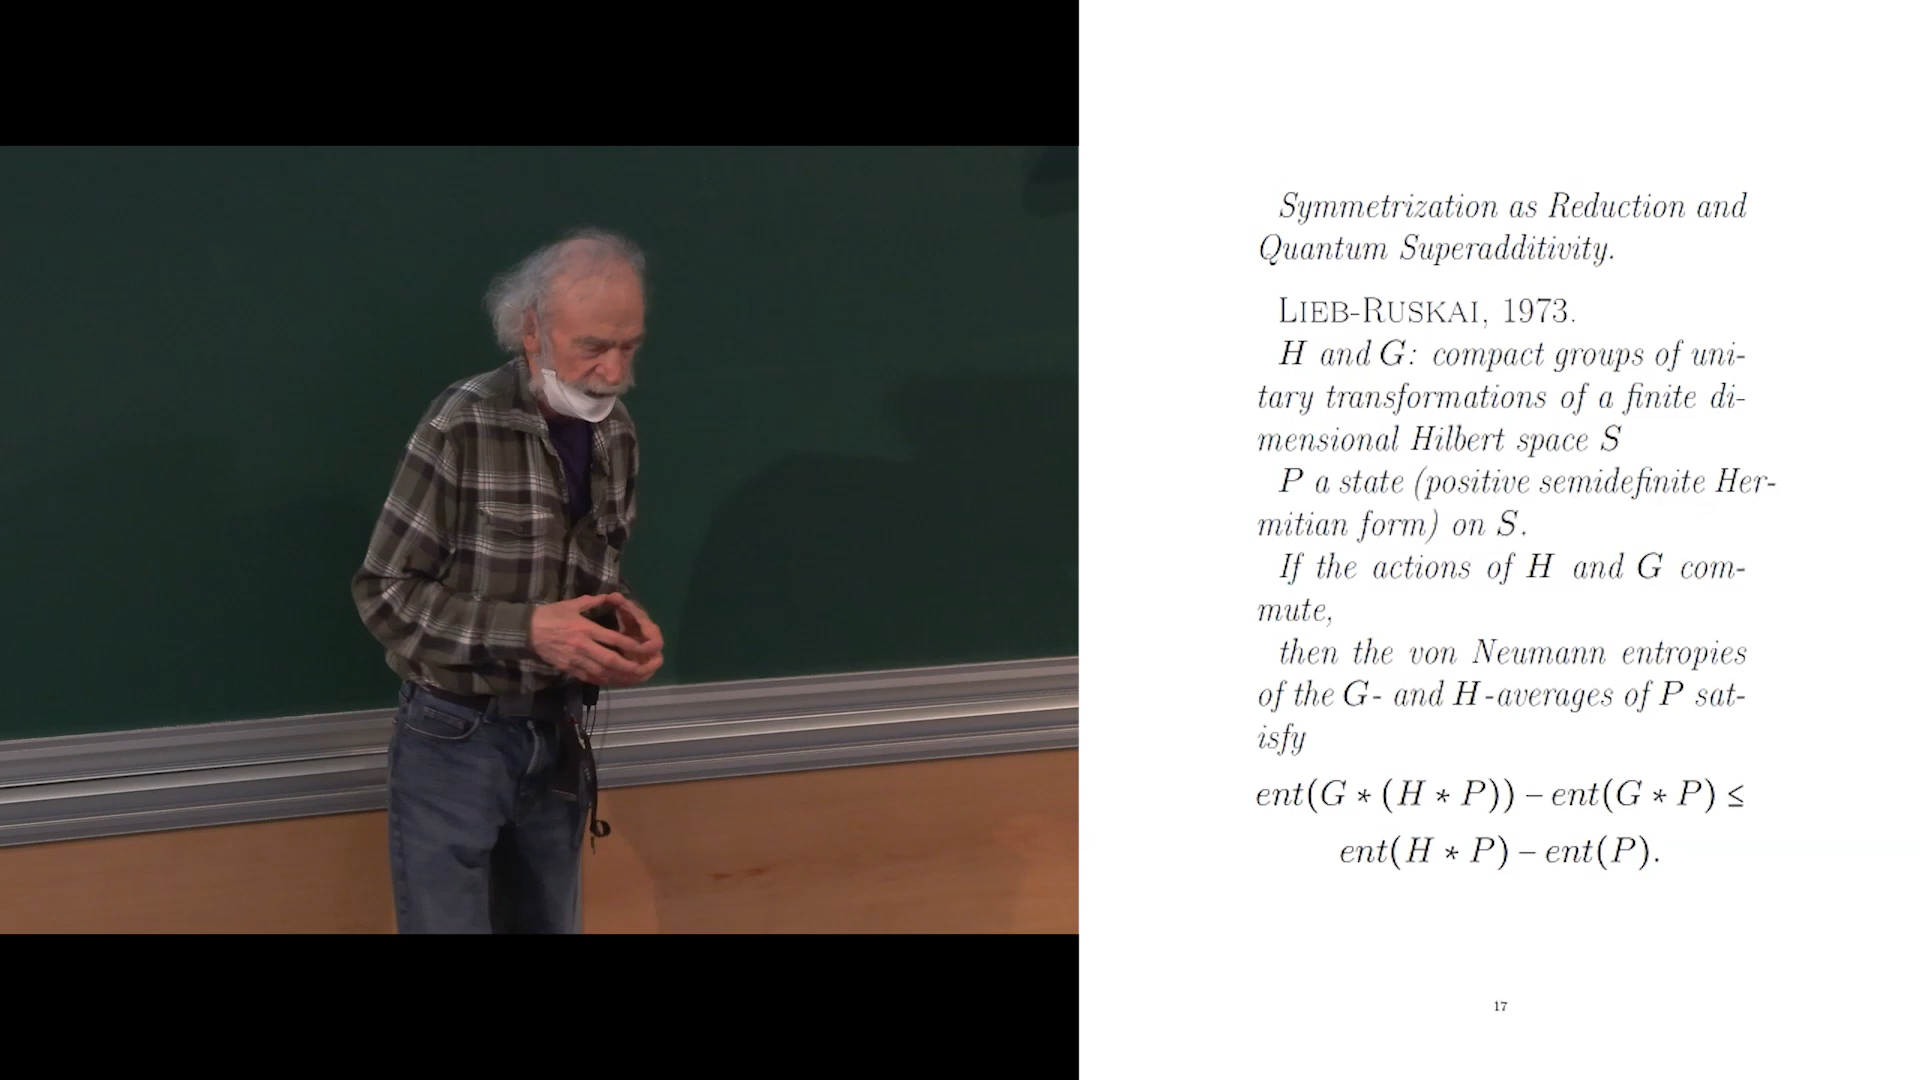 Symmetrization as Reduction and
Quantum Superadditivity.
LIEB-RUSKAI, 1973.
H and G: compact groups of uni-
tary transformations of a finite di-
mensional Hilbert space S
P a state (positive semidefinite Her-
mitian form) on S.
If the actions of H and G com-
mute,
then the von Neumann entropies
of the G- and H-averages of P sat-
isfy
ent(G ∗ (H ∗ P)) − ent(G ∗ P) ≤
ent(H ∗ P) − ent(P).
17